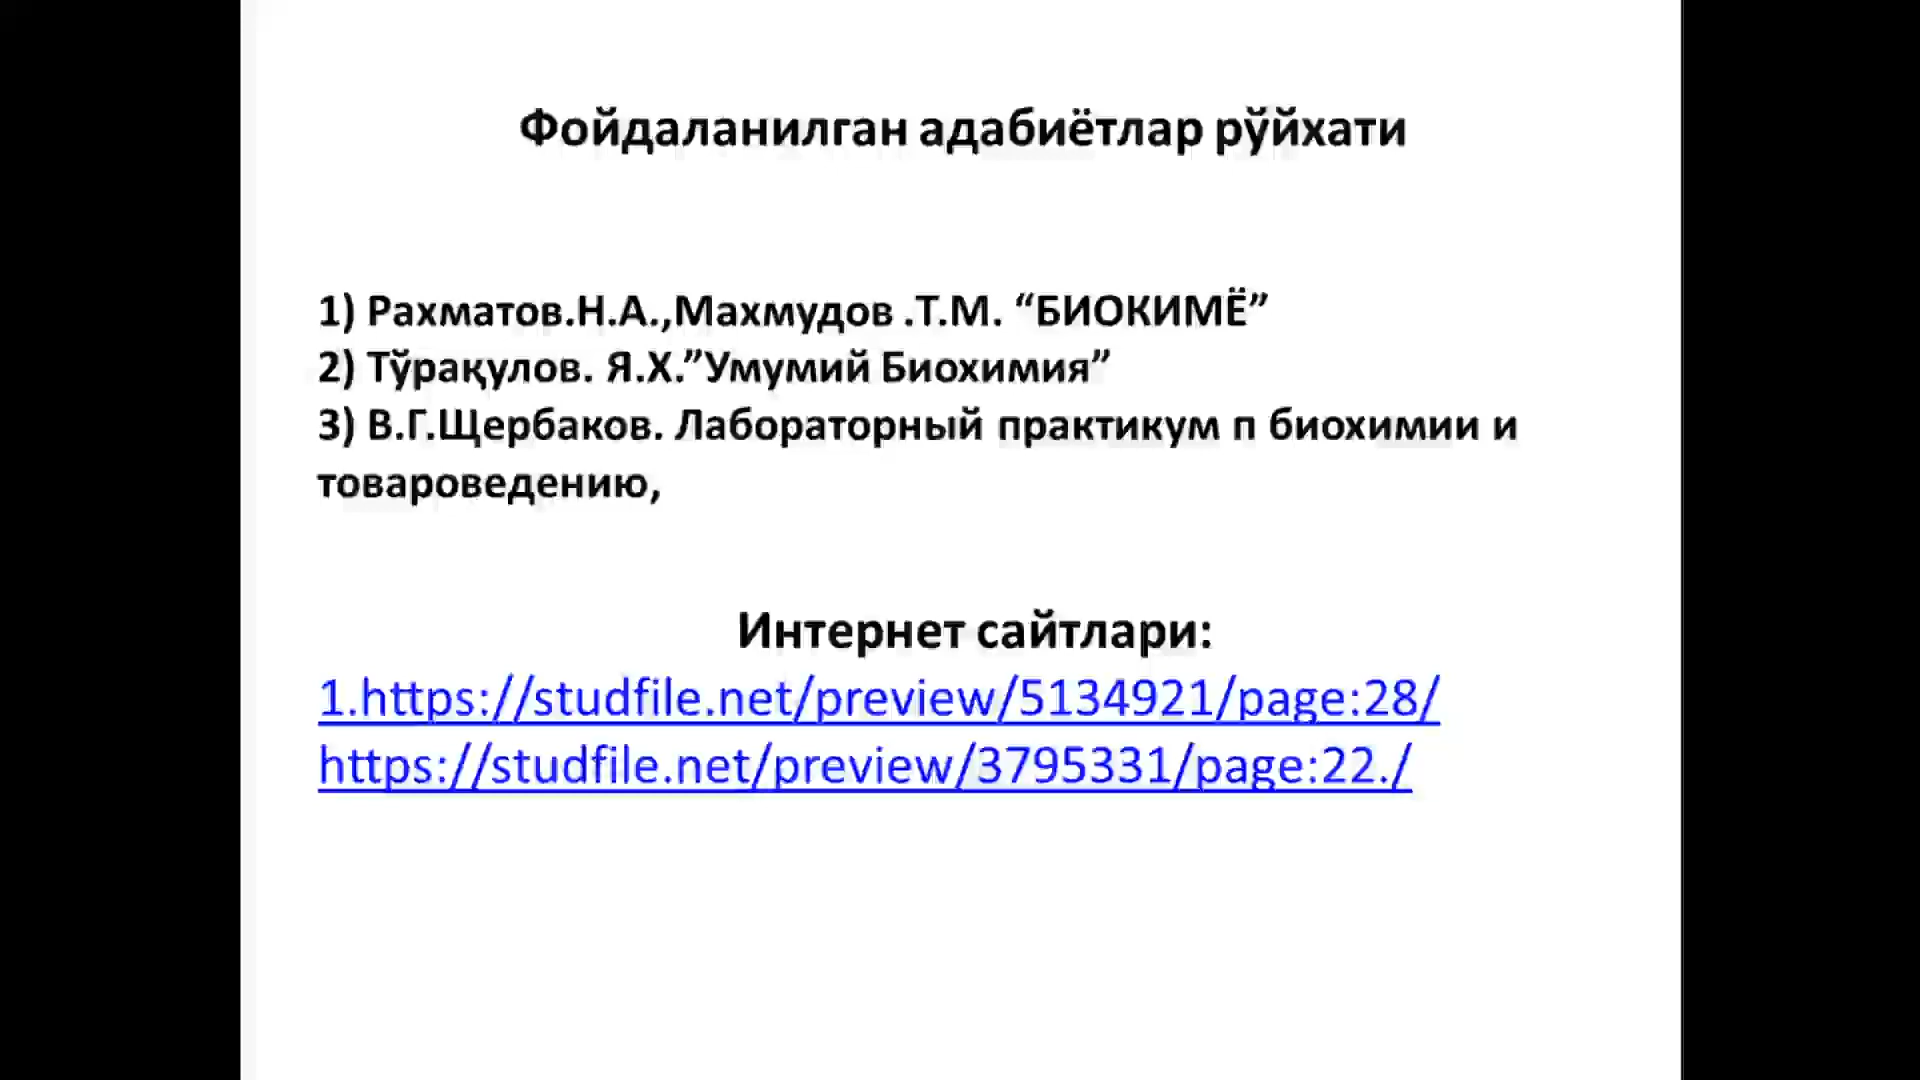 Фойдаланилган адабиётлар рўйхати
1) Рахматов.Н.А.,Махмудов .Т.М. “БИОКИМЁ”
2) Тўрақулов. Я.Х.”Умумий Биохимия”
3) В.Г.Щербаков. Лабораторный практикум п биохимии и
товароведению,
Интернет сайтлари:
1.https://studfile.net/preview/5134921/page:28/
https://studfile.net/preview/3795331/page:22./